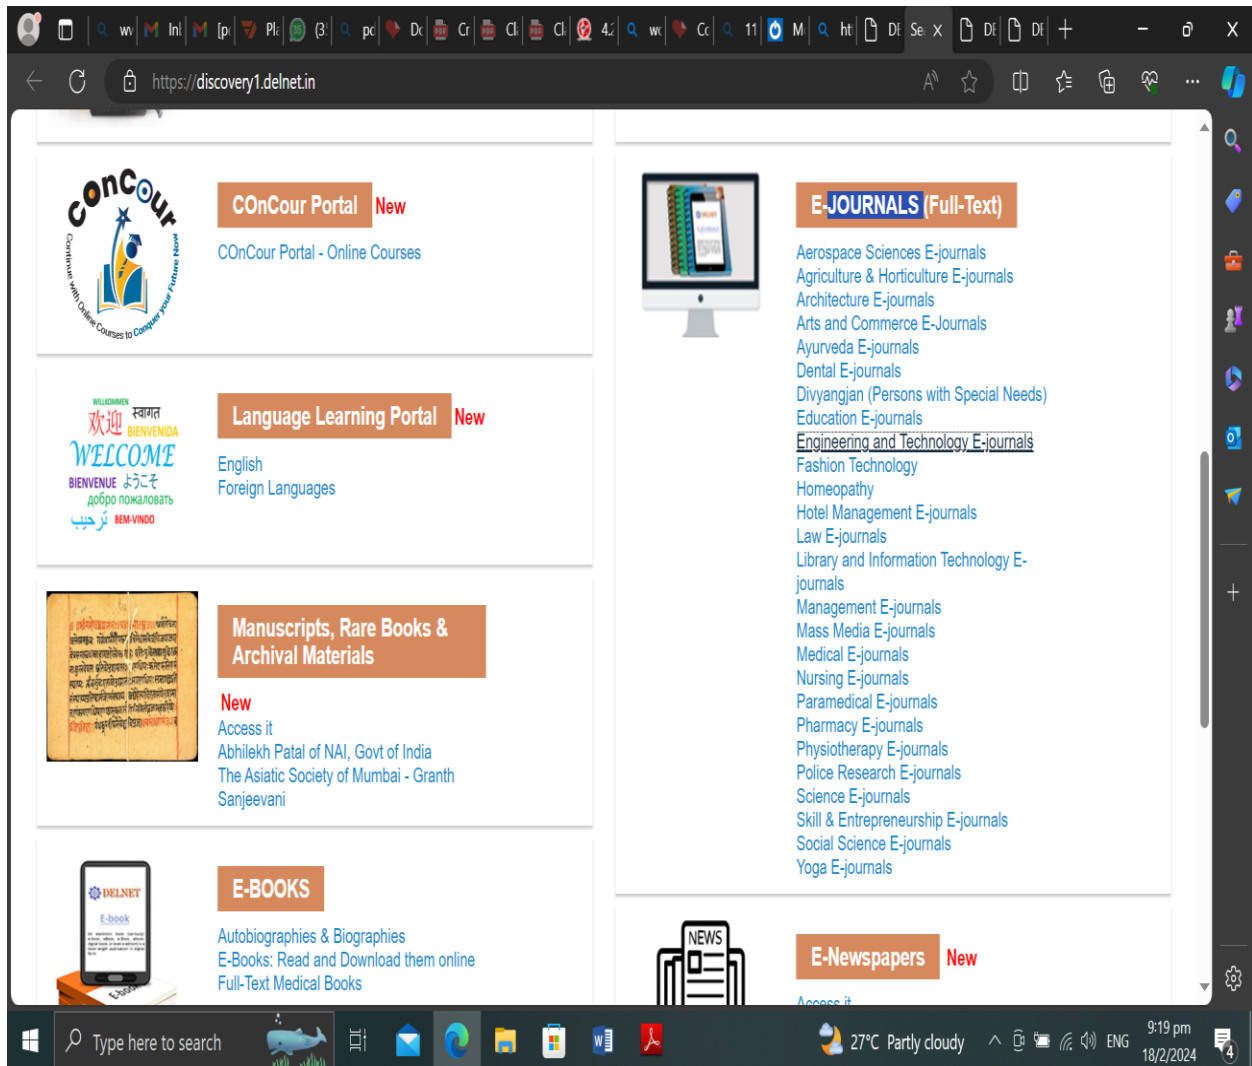 https://discovery1.delnet.in
COnCour
Continue with Online Courses to Conquer your Future Now
COnCour Portal New
COnCour Portal - Online Courses
WILLKOMMEN
欢迎 स्वागत
BIENVENIDA
WELCOME
BIENVENUE ようこそ
добро пожаловать
ترحيب BEM-VINDO
Language Learning Portal New
English
Foreign Languages
Manuscripts, Rare Books &
Archival Materials
New
Access it
Abhilekh Patal of NAI, Govt of India
The Asiatic Society of Mumbai - Granth
Sanjeevani
DELNET
E-book
E-BOOKS
Autobiographies & Biographies
E-Books: Read and Download them online
Full-Text Medical Books
E-JOURNALS (Full-Text)
Aerospace Sciences E-journals
Agriculture & Horticulture E-journals
Architecture E-journals
Arts and Commerce E-Journals
Ayurveda E-journals
Dental E-journals
Divyangjan (Persons with Special Needs)
Education E-journals
Engineering and Technology E-journals
Fashion Technology
Homeopathy
Hotel Management E-journals
Law E-journals
Library and Information Technology E-
journals
Management E-journals
Mass Media E-journals
Medical E-journals
Nursing E-journals
Paramedical E-journals
Pharmacy E-journals
Physiotherapy E-journals
Police Research E-journals
Science E-journals
Skill & Entrepreneurship E-journals
Social Science E-journals
Yoga E-journals
NEWS
E-Newspapers New
Access it
Type here to search
27°C Partly cloudy
ENG
9:19 pm
18/2/2024
4